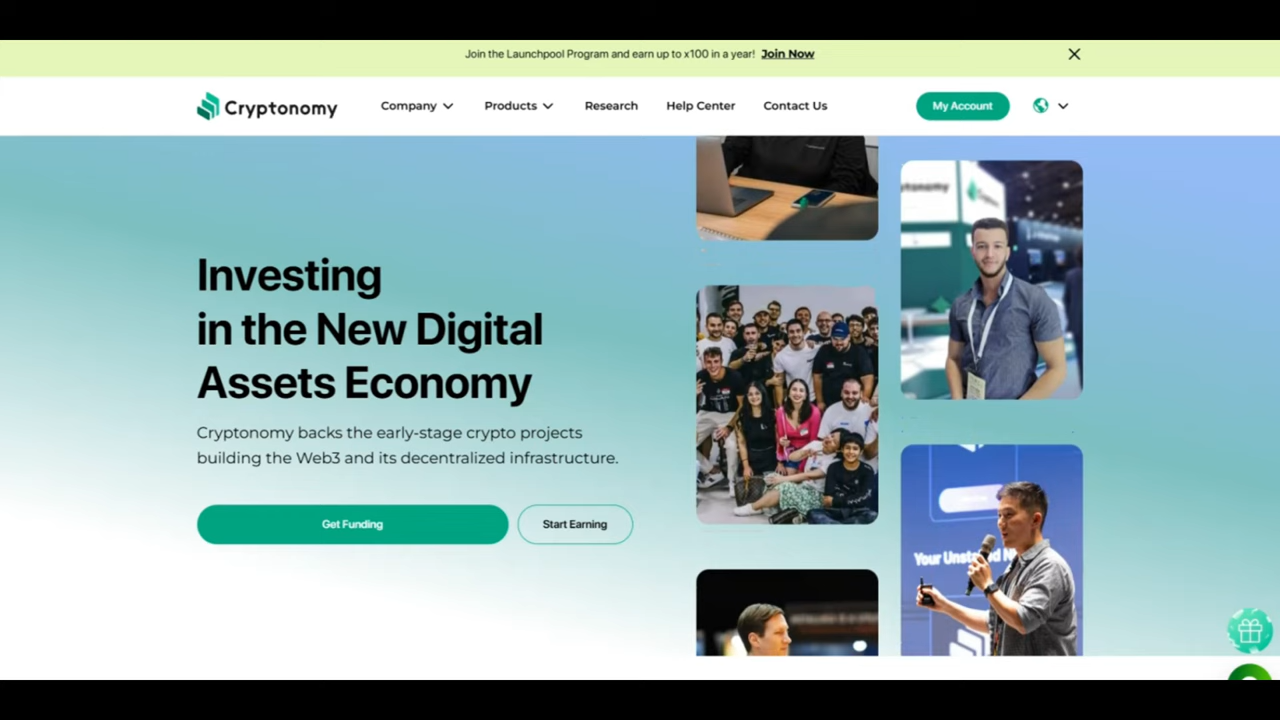 Join the Launchpool Program and earn up to x100 in a year! Join Now
Cryptonomy
Company
Products
Research
Help Center
Contact Us
My Account
Investing
in the New Digital
Assets Economy
Cryptonomy backs the early-stage crypto projects
building the Web3 and its decentralized infrastructure.
Get Funding
Start Earning